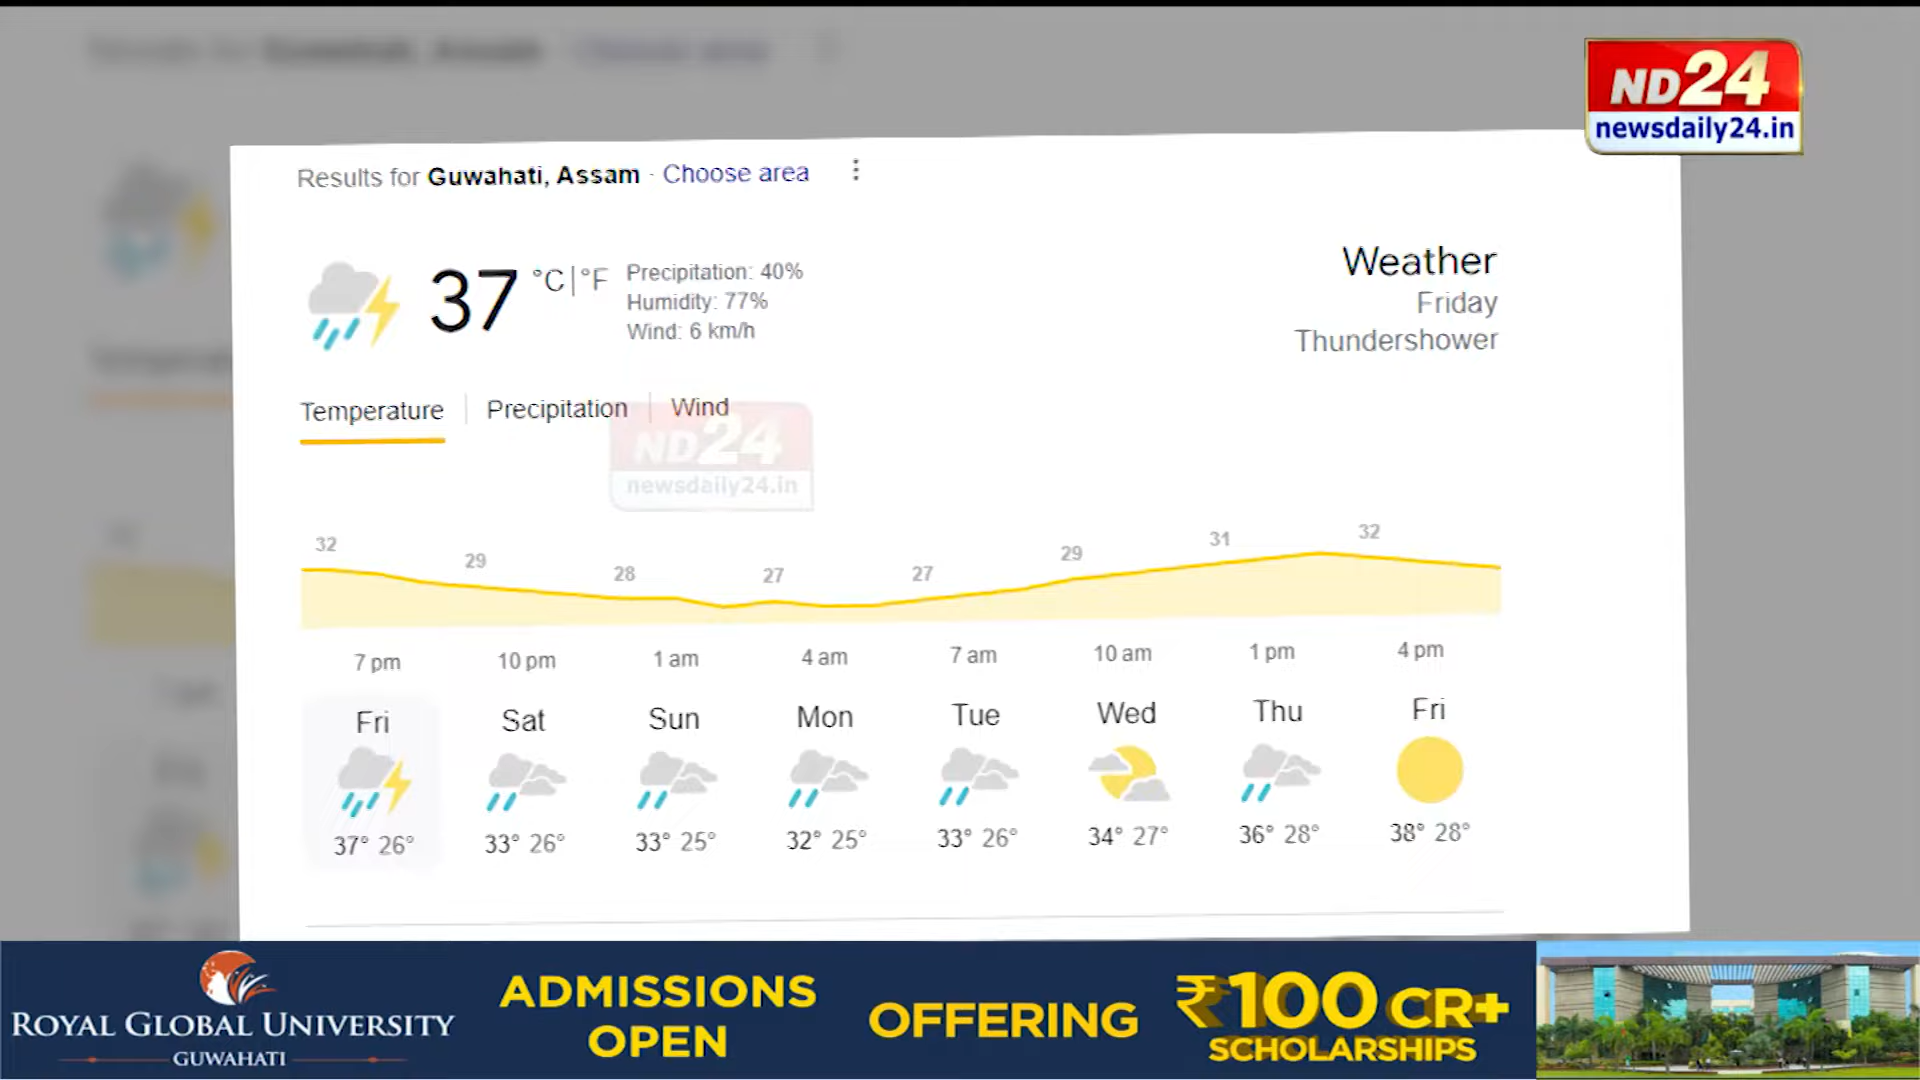 ND24
newsdaily24.in
Results for Guwahati, Assam · Choose area
37 °C|°F
Precipitation: 40%
Humidity: 77%
Wind: 6 km/h
Weather
Friday
Thundershower
Temperature Precipitation Wind
ND24
newsdaily24.in
32 29 28 27 27 29 31 32
7 pm 10 pm 1 am 4 am 7 am 10 am 1 pm 4 pm
Fri Sat Sun Mon Tue Wed Thu Fri
37° 26° 33° 26° 33° 25° 32° 25° 33° 26° 34° 27° 36° 28° 38° 28°
ROYAL GLOBAL UNIVERSITY
GUWAHATI
ADMISSIONS
OPEN
OFFERING
₹100 CR+
SCHOLARSHIPS